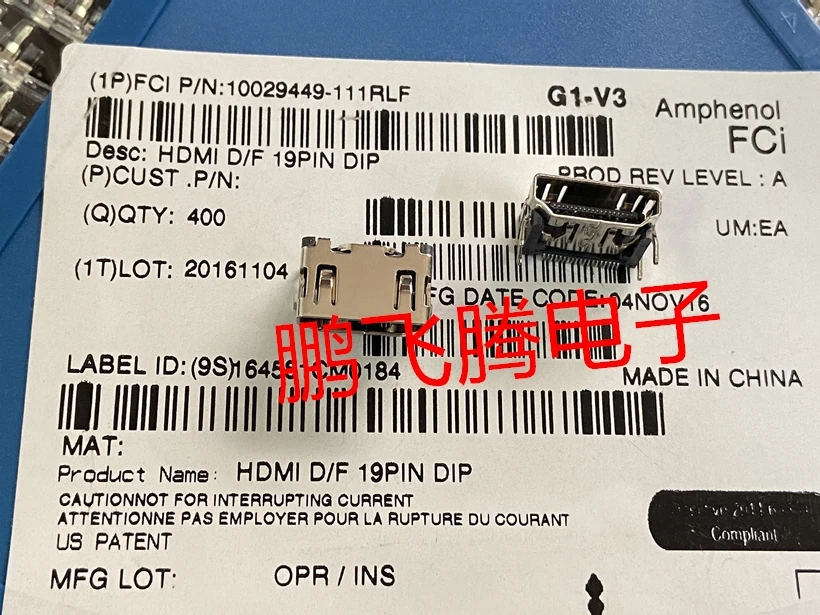 (1P)FCI P/N:10029449-111RLF
G1-V3
Amphenol
FCi
Desc: HDMI D/F 19PIN DIP
(P)CUST .P/N:
PROD REV LEVEL : A
(Q)QTY: 400
UM:EA
(1T)LOT: 20161104
FG DATE CODE: 04NOV16
鹏飞腾电子
LABEL ID:(9S)
MADE IN CHINA
MAT:
Product Name: HDMI D/F 19PIN DIP
CAUTIONNOT FOR INTERRUPTING CURRENT
ATTENTIONNE PAS EMPLOYER POUR LA RUPTURE DU COURANT
Compliant
US PATENT
MFG LOT:
OPR / INS